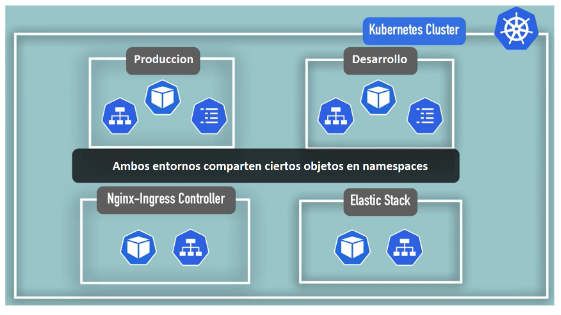 Kubernetes Cluster
Produccion
Desarrollo
Ambos entornos comparten ciertos objetos en namespaces
Nginx-Ingress Controller
Elastic Stack